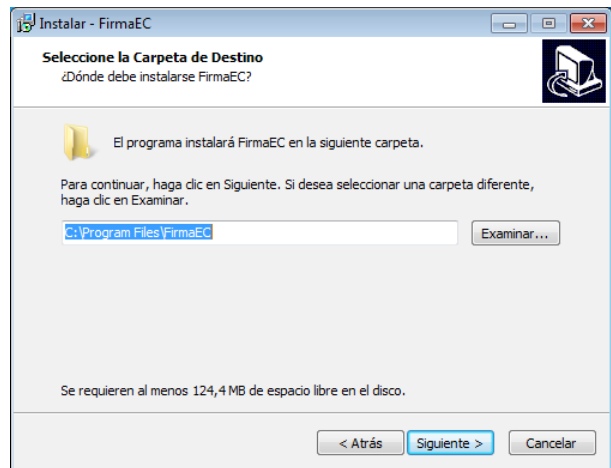 Instalar - FirmaEC
Seleccione la Carpeta de Destino
¿Dónde debe instalarse FirmaEC?
El programa instalará FirmaEC en la siguiente carpeta.
Para continuar, haga clic en Siguiente. Si desea seleccionar una carpeta diferente,
haga clic en Examinar.
C:\Program Files\FirmaEC
Examinar...
Se requieren al menos 124,4 MB de espacio libre en el disco.
< Atrás
Siguiente >
Cancelar